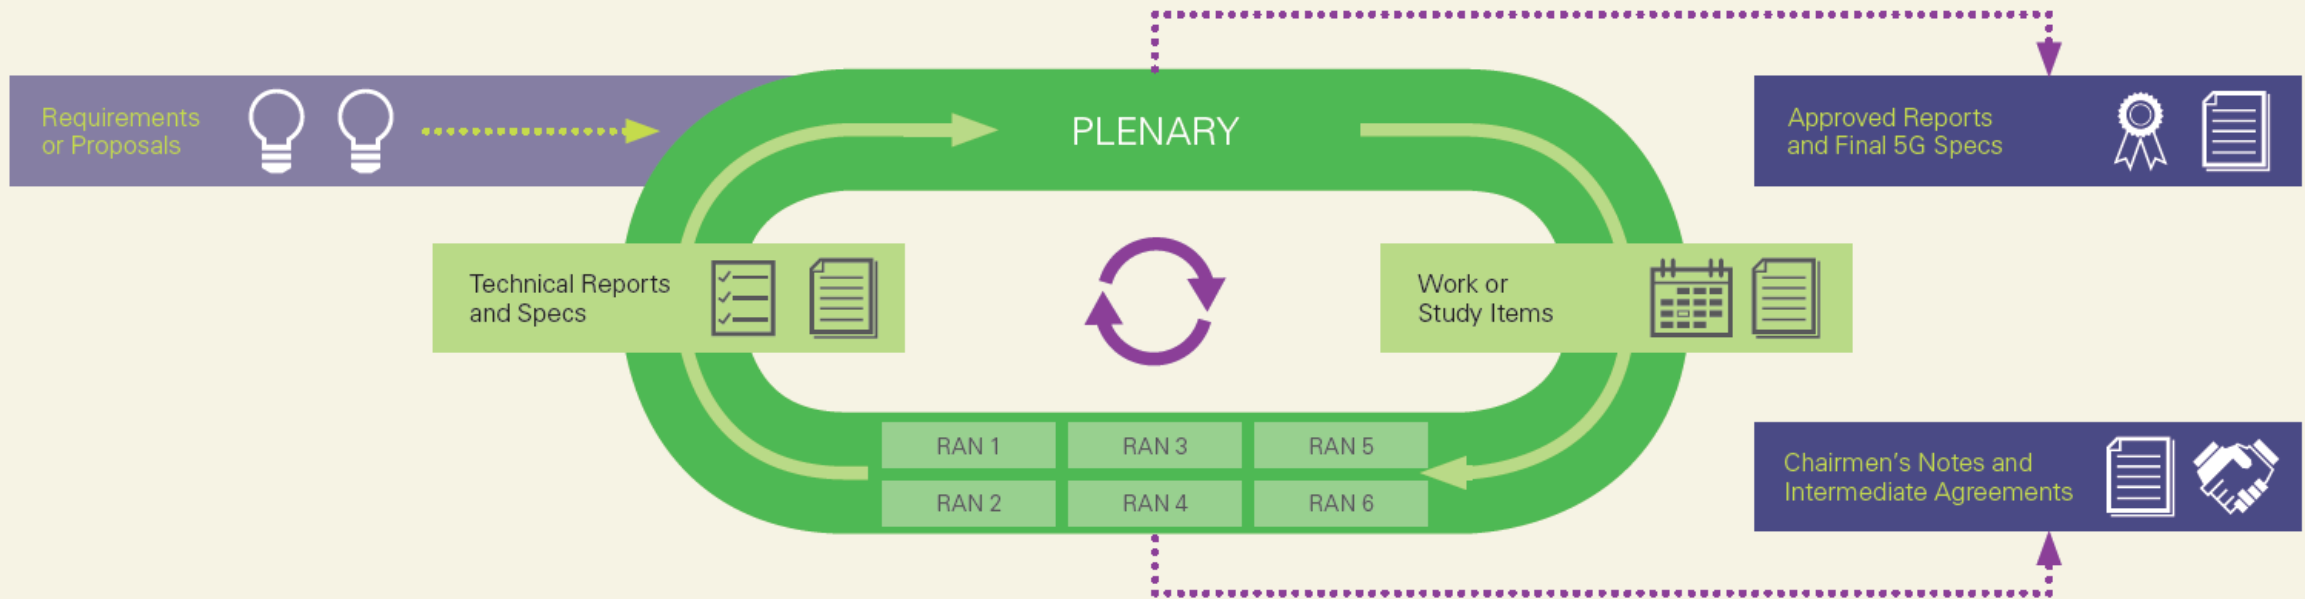 Requirements
or Proposals
PLENARY
Approved Reports
and Final 5G Specs
Technical Reports
and Specs
Work or
Study Items
RAN 1
RAN 3
RAN 5
RAN 2
RAN 4
RAN 6
Chairmen's Notes and
Intermediate Agreements